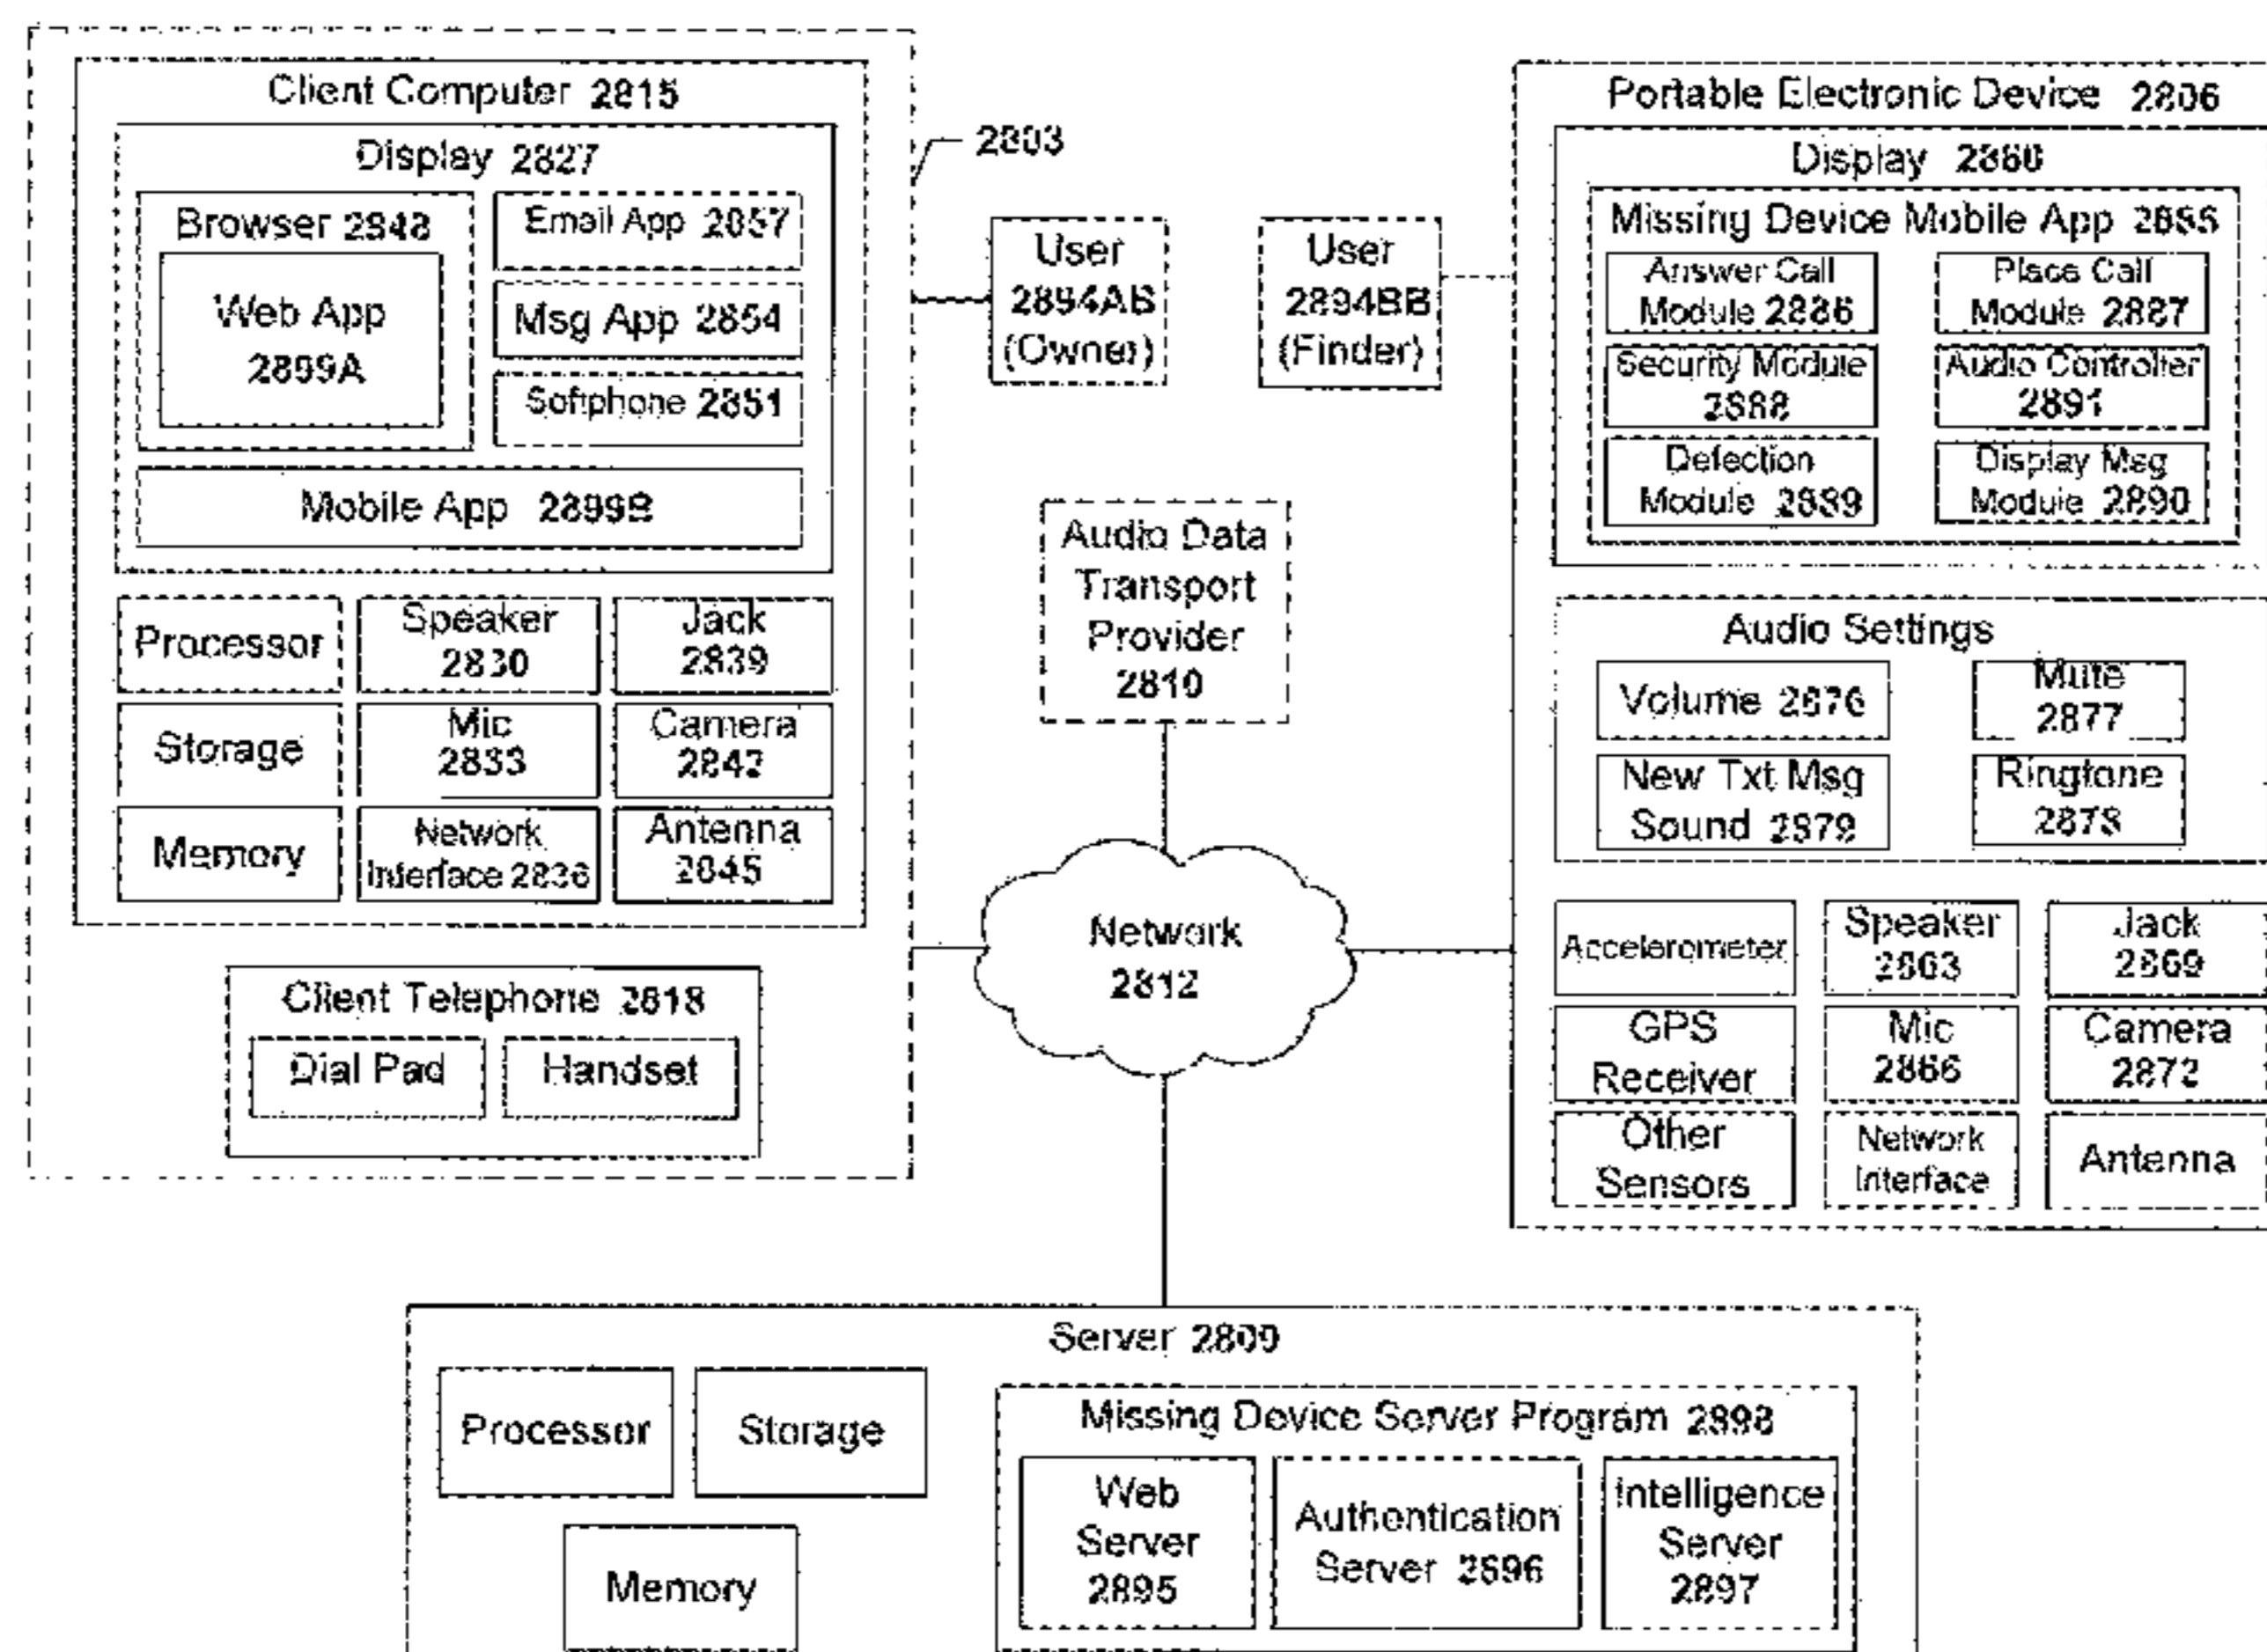 Client Computer 2815
Display 2827
Browser 2848
Web App
2899A
Email App 2857
Msg App 2854
Softphone 2851
Mobile App 2899B
Processor
Speaker
2830
Jack
2839
Storage
Mic
2833
Camera
2842
Memory
Network
Interface 2836
Antenna
2845
Client Telephone 2818
Dial Pad
Handset
2803
User
2894AB
(Owner)
User
2894BB
(Finder)
Audio Data
Transport
Provider
2810
Network
2812
Portable Electronic Device 2806
Display 2860
Missing Device Mobile App 2885
Answer Call
Module 2886
Place Call
Module 2887
Security Module
2888
Audio Controller
2891
Detection
Module 2889
Display Msg
Module 2890
Audio Settings
Volume 2876
Mute
2877
New Txt Msg
Sound 2879
Ringtone
2878
Accelerometer
Speaker
2863
Jack
2869
GPS
Receiver
Mic
2866
Camera
2872
Other
Sensors
Network
Interface
Antenna
Server 2809
Processor
Storage
Memory
Missing Device Server Program 2898
Web
Server
2895
Authentication
Server 2896
Intelligence
Server
2897